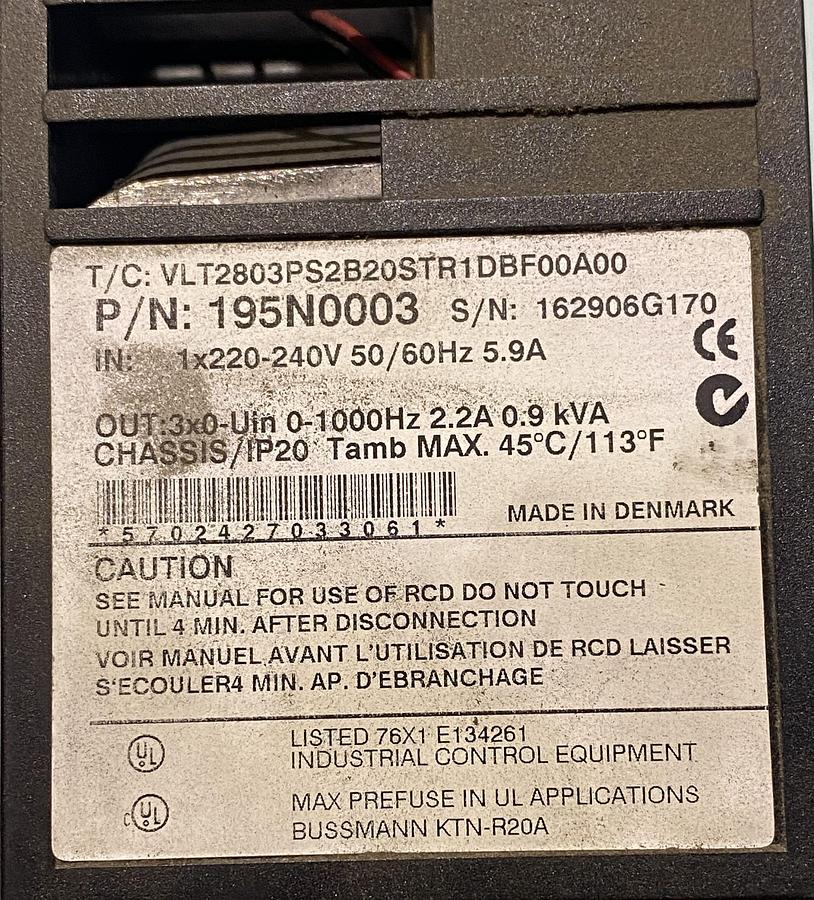 T/C: VLT2803PS2B20STR1DBF00A00
P/N: 195N0003 S/N: 162906G170
IN: 1x220-240V 50/60Hz 5.9A
CE
OUT:3x0-Uin 0-1000Hz 2.2A 0.9 kVA
CHASSIS/IP20 Tamb MAX. 45°C/113°F
*5702427033061*
MADE IN DENMARK
CAUTION
SEE MANUAL FOR USE OF RCD DO NOT TOUCH
UNTIL 4 MIN. AFTER DISCONNECTION
VOIR MANUEL.AVANT L'UTILISATION DE RCD LAISSER
S'ECOULER4 MIN. AP. D'EBRANCHAGE
UL LISTED 76X1 E134261
INDUSTRIAL CONTROL EQUIPMENT
c UL MAX PREFUSE IN UL APPLICATIONS
BUSSMANN KTN-R20A